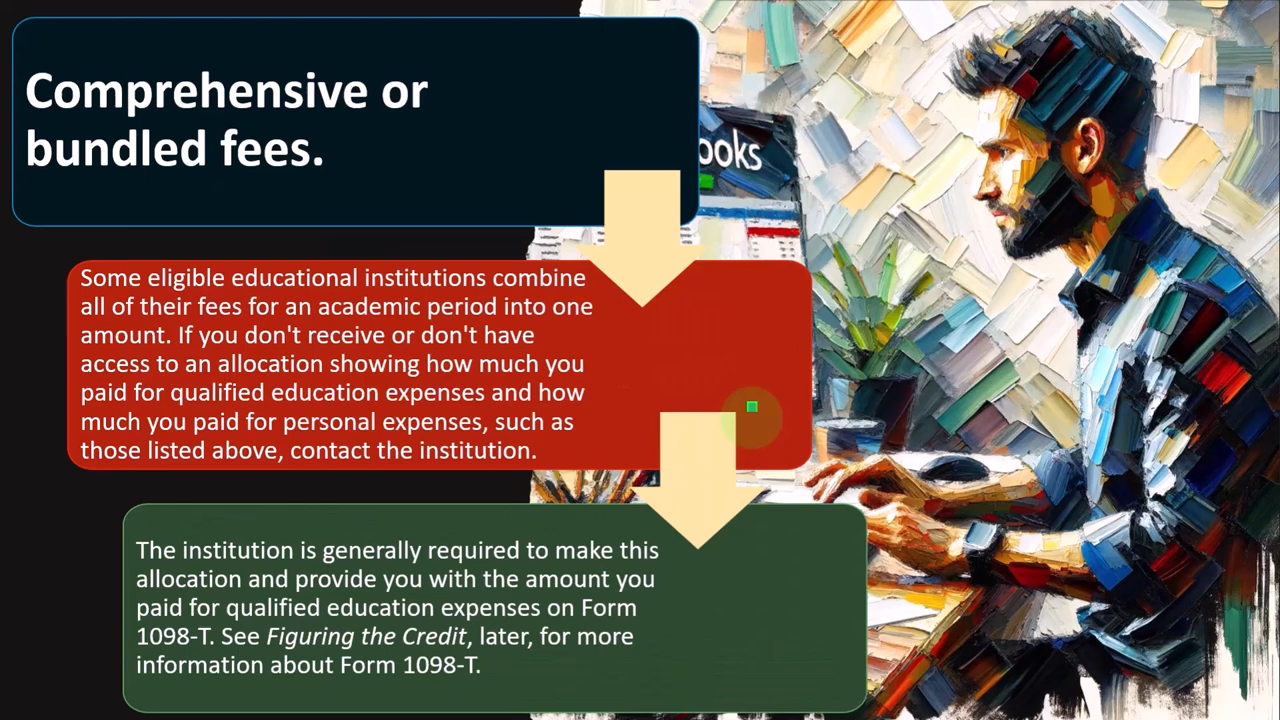 Comprehensive or
bundled fees.
ooks
Some eligible educational institutions combine
all of their fees for an academic period into one
amount. If you don't receive or don't have
access to an allocation showing how much you
paid for qualified education expenses and how
much you paid for personal expenses, such as
those listed above, contact the institution.
The institution is generally required to make this
allocation and provide you with the amount you
paid for qualified education expenses on Form
1098-T. See Figuring the Credit, later, for more
information about Form 1098-T.